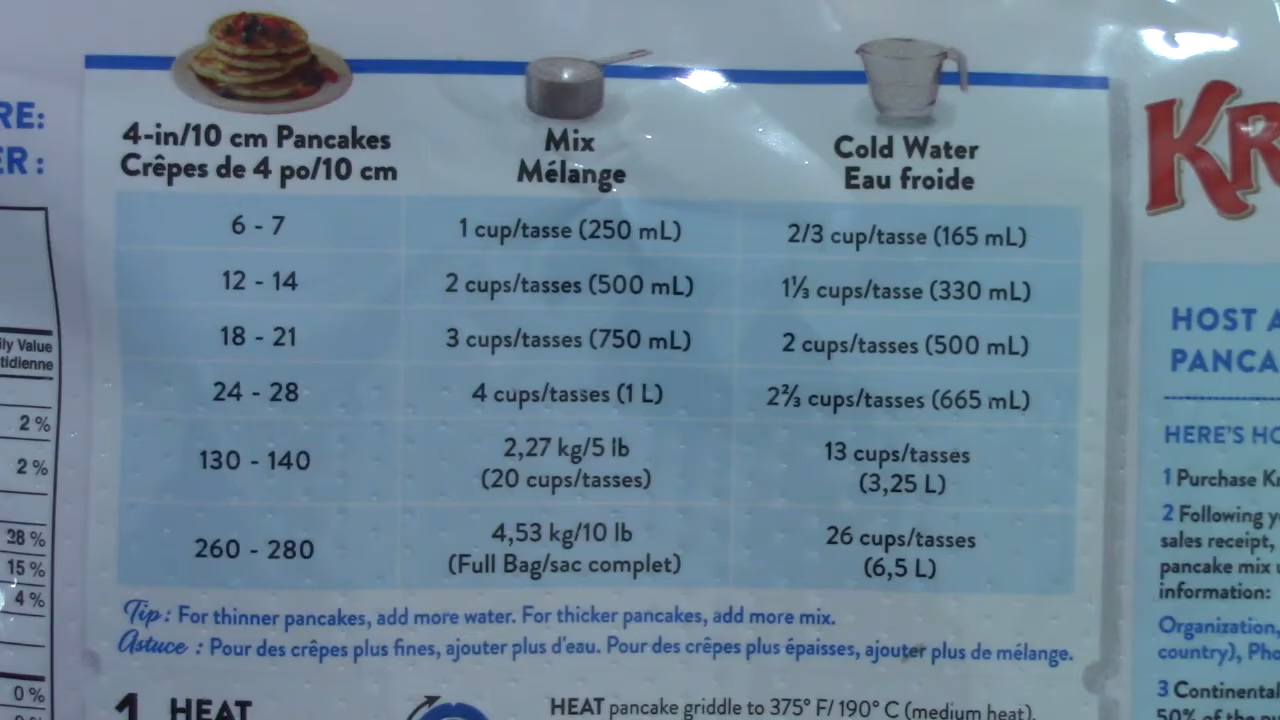 RE:
ER :
ily Value
tidienne
2 %
2 %
28 %
15 %
4 %
0 %
4-in/10 cm Pancakes
Crêpes de 4 po/10 cm
Mix
Mélange
Cold Water
Eau froide
6 - 7
1 cup/tasse (250 mL)
2/3 cup/tasse (165 mL)
12 - 14
2 cups/tasses (500 mL)
1⅓ cups/tasse (330 mL)
18 - 21
3 cups/tasses (750 mL)
2 cups/tasses (500 mL)
24 - 28
4 cups/tasses (1 L)
2⅔ cups/tasses (665 mL)
130 - 140
2,27 kg/5 lb
(20 cups/tasses)
13 cups/tasses
(3,25 L)
260 - 280
4,53 kg/10 lb
(Full Bag/sac complet)
26 cups/tasses
(6,5 L)
Tip: For thinner pancakes, add more water. For thicker pancakes, add more mix.
Astuce : Pour des crêpes plus fines, ajouter plus d'eau. Pour des crêpes plus épaisses, ajouter plus de mélange.
1 HEAT
HEAT pancake griddle to 375° F/190° C (medium heat).
KR
HOST A
PANCA
HERE'S HO
1 Purchase Kr
2 Following y
sales receipt,
pancake mix u
information:
Organization,
country), Pho
3 Continental
50% of the